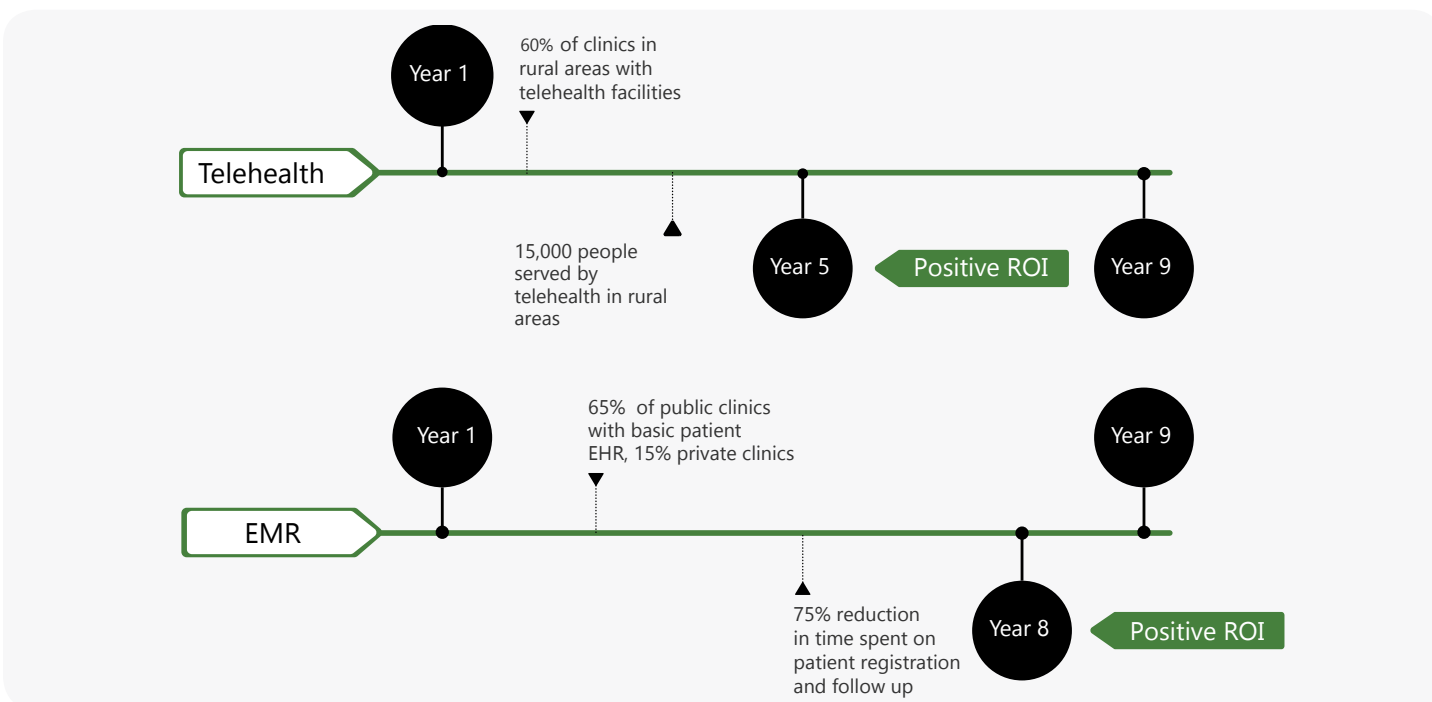 Year 1
60% of clinics in
rural areas with
telehealth facilities
Telehealth
15,000 people
served by
telehealth in rural
areas
Year 5
Positive ROI
Year 9
Year 1
65%  of public clinics
with basic patient
EHR, 15% private clinics
Year 9
EMR
75% reduction
in time spent on
patient registration
and follow up
Year 8
Positive ROI